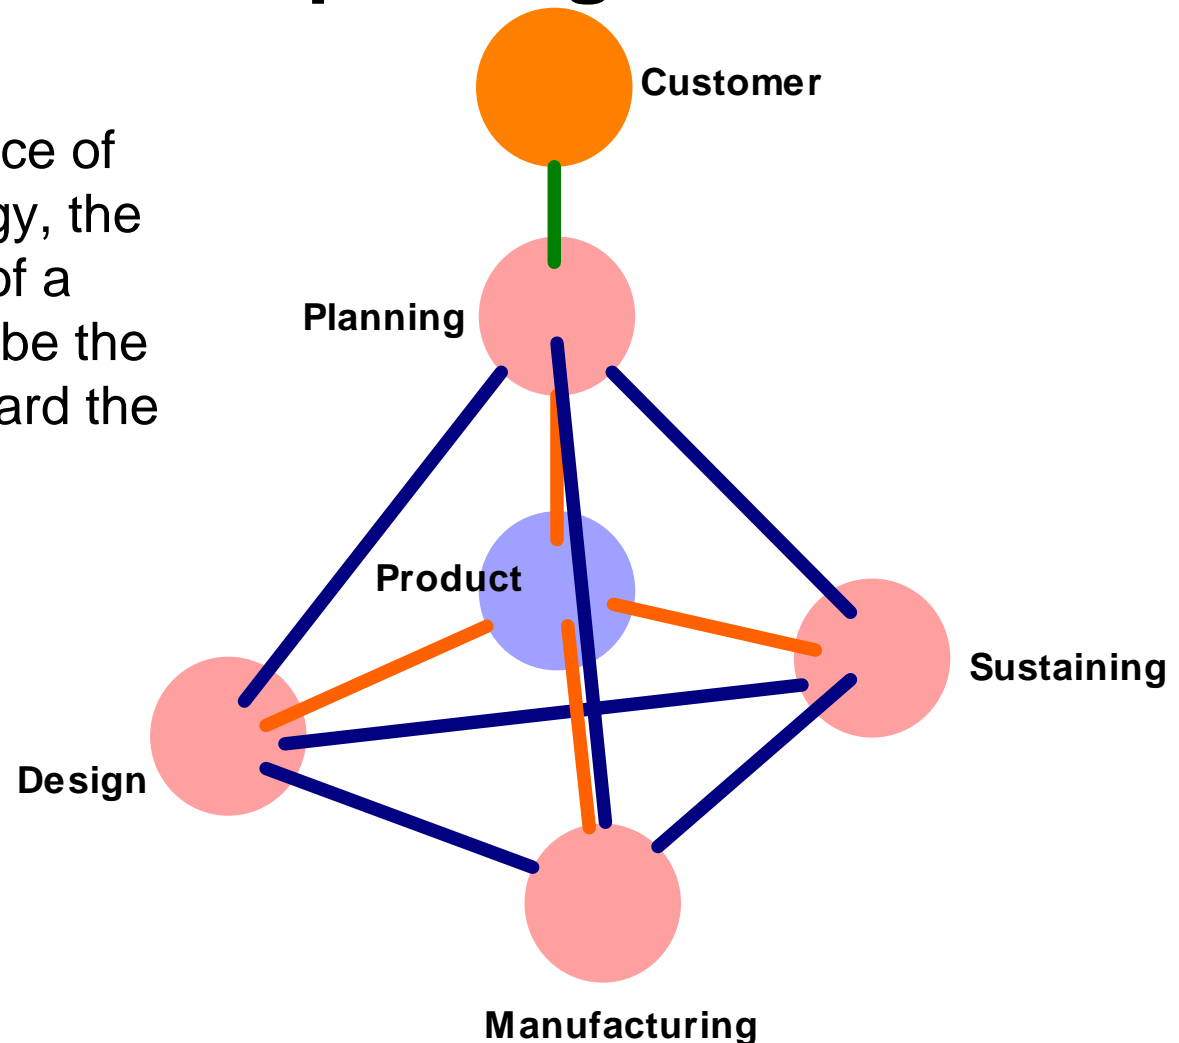 Customer
ce of
gy, the
of a
Planning
be the
ard the
Product
Sustaining
Design
Manufacturing